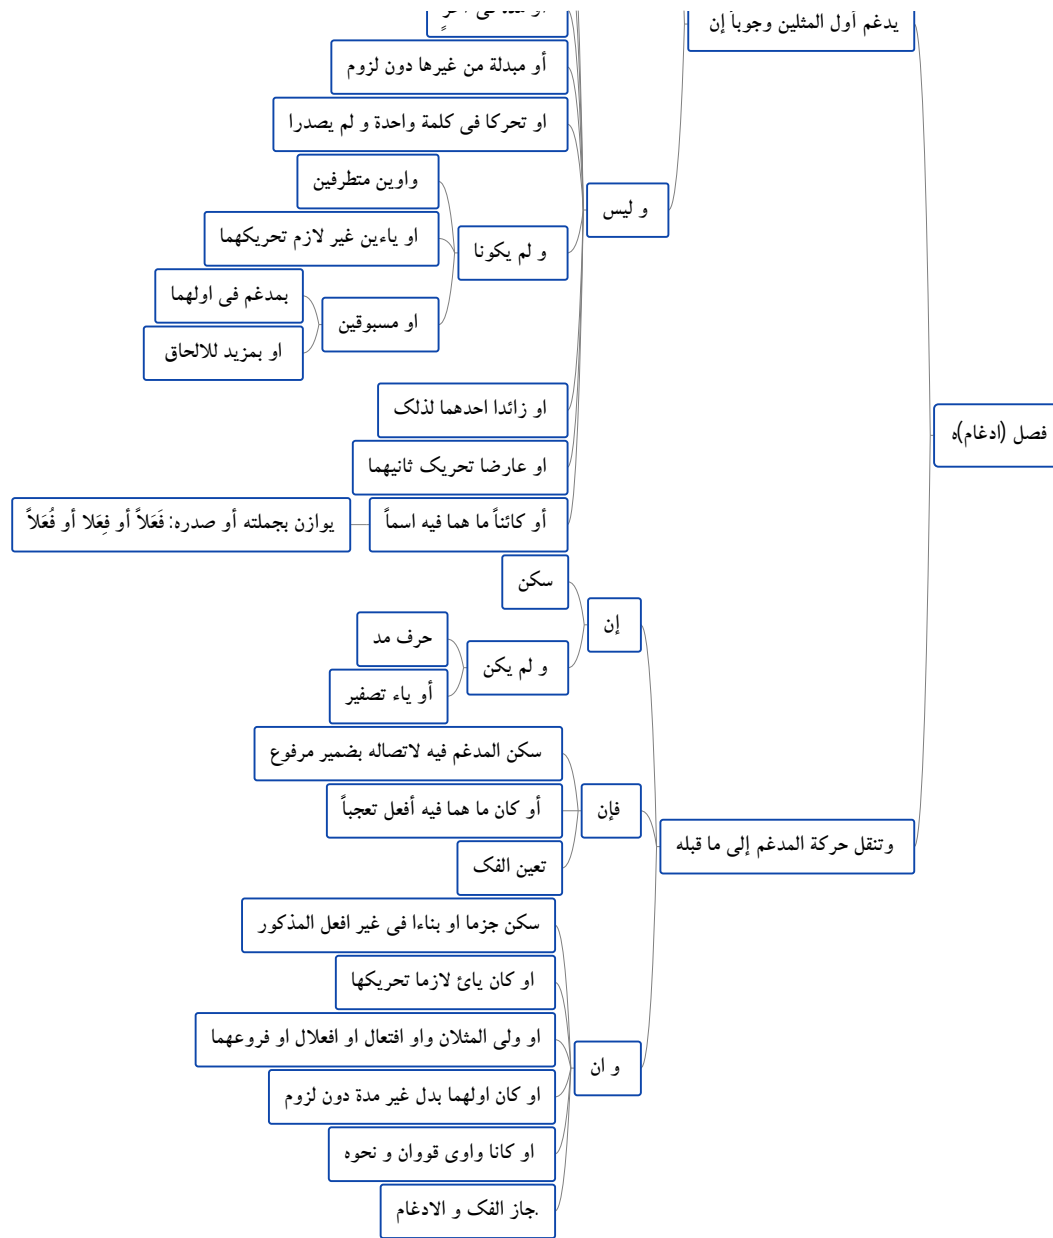 فصل (ادغام)ه
يدغم أول المثلين وجوباً إن
و ليس
أو مبدلة من غيرها دون لزوم
او تحركا فى كلمة واحدة و لم يصدرا
و لم يكونا
واوين متطرفين
او ياءين غير لازم تحريكهما
او مسبوقين
بمدغم فى اولهما
او بمزيد للالحاق
او زائدا احدهما لذلک
او عارضا تحريک ثانيهما
أو كائناً ما هما فيه اسماً
يوازن بجملته أو صدره: فَعَلاً أو فِعَلا أو فُعَلاً
وتنقل حركة المدغم إلى ما قبله
إن
سكن
و لم يكن
حرف مد
أو ياء تصفير
فإن
سكن المدغم فيه لاتصاله بضمير مرفوع
أو كان ما هما فيه أفعل تعجباً
تعين الفک
و ان
سكن جزما او بناءا فى غير افعل المذكور
او كان يائ لازما تحريكها
او ولى المثلان واو افتعال او افعلال او فروعهما
او كان اولهما بدل غير مدة دون لزوم
او كانا واوى قووان و نحوه
جاز الفک و الادغام.